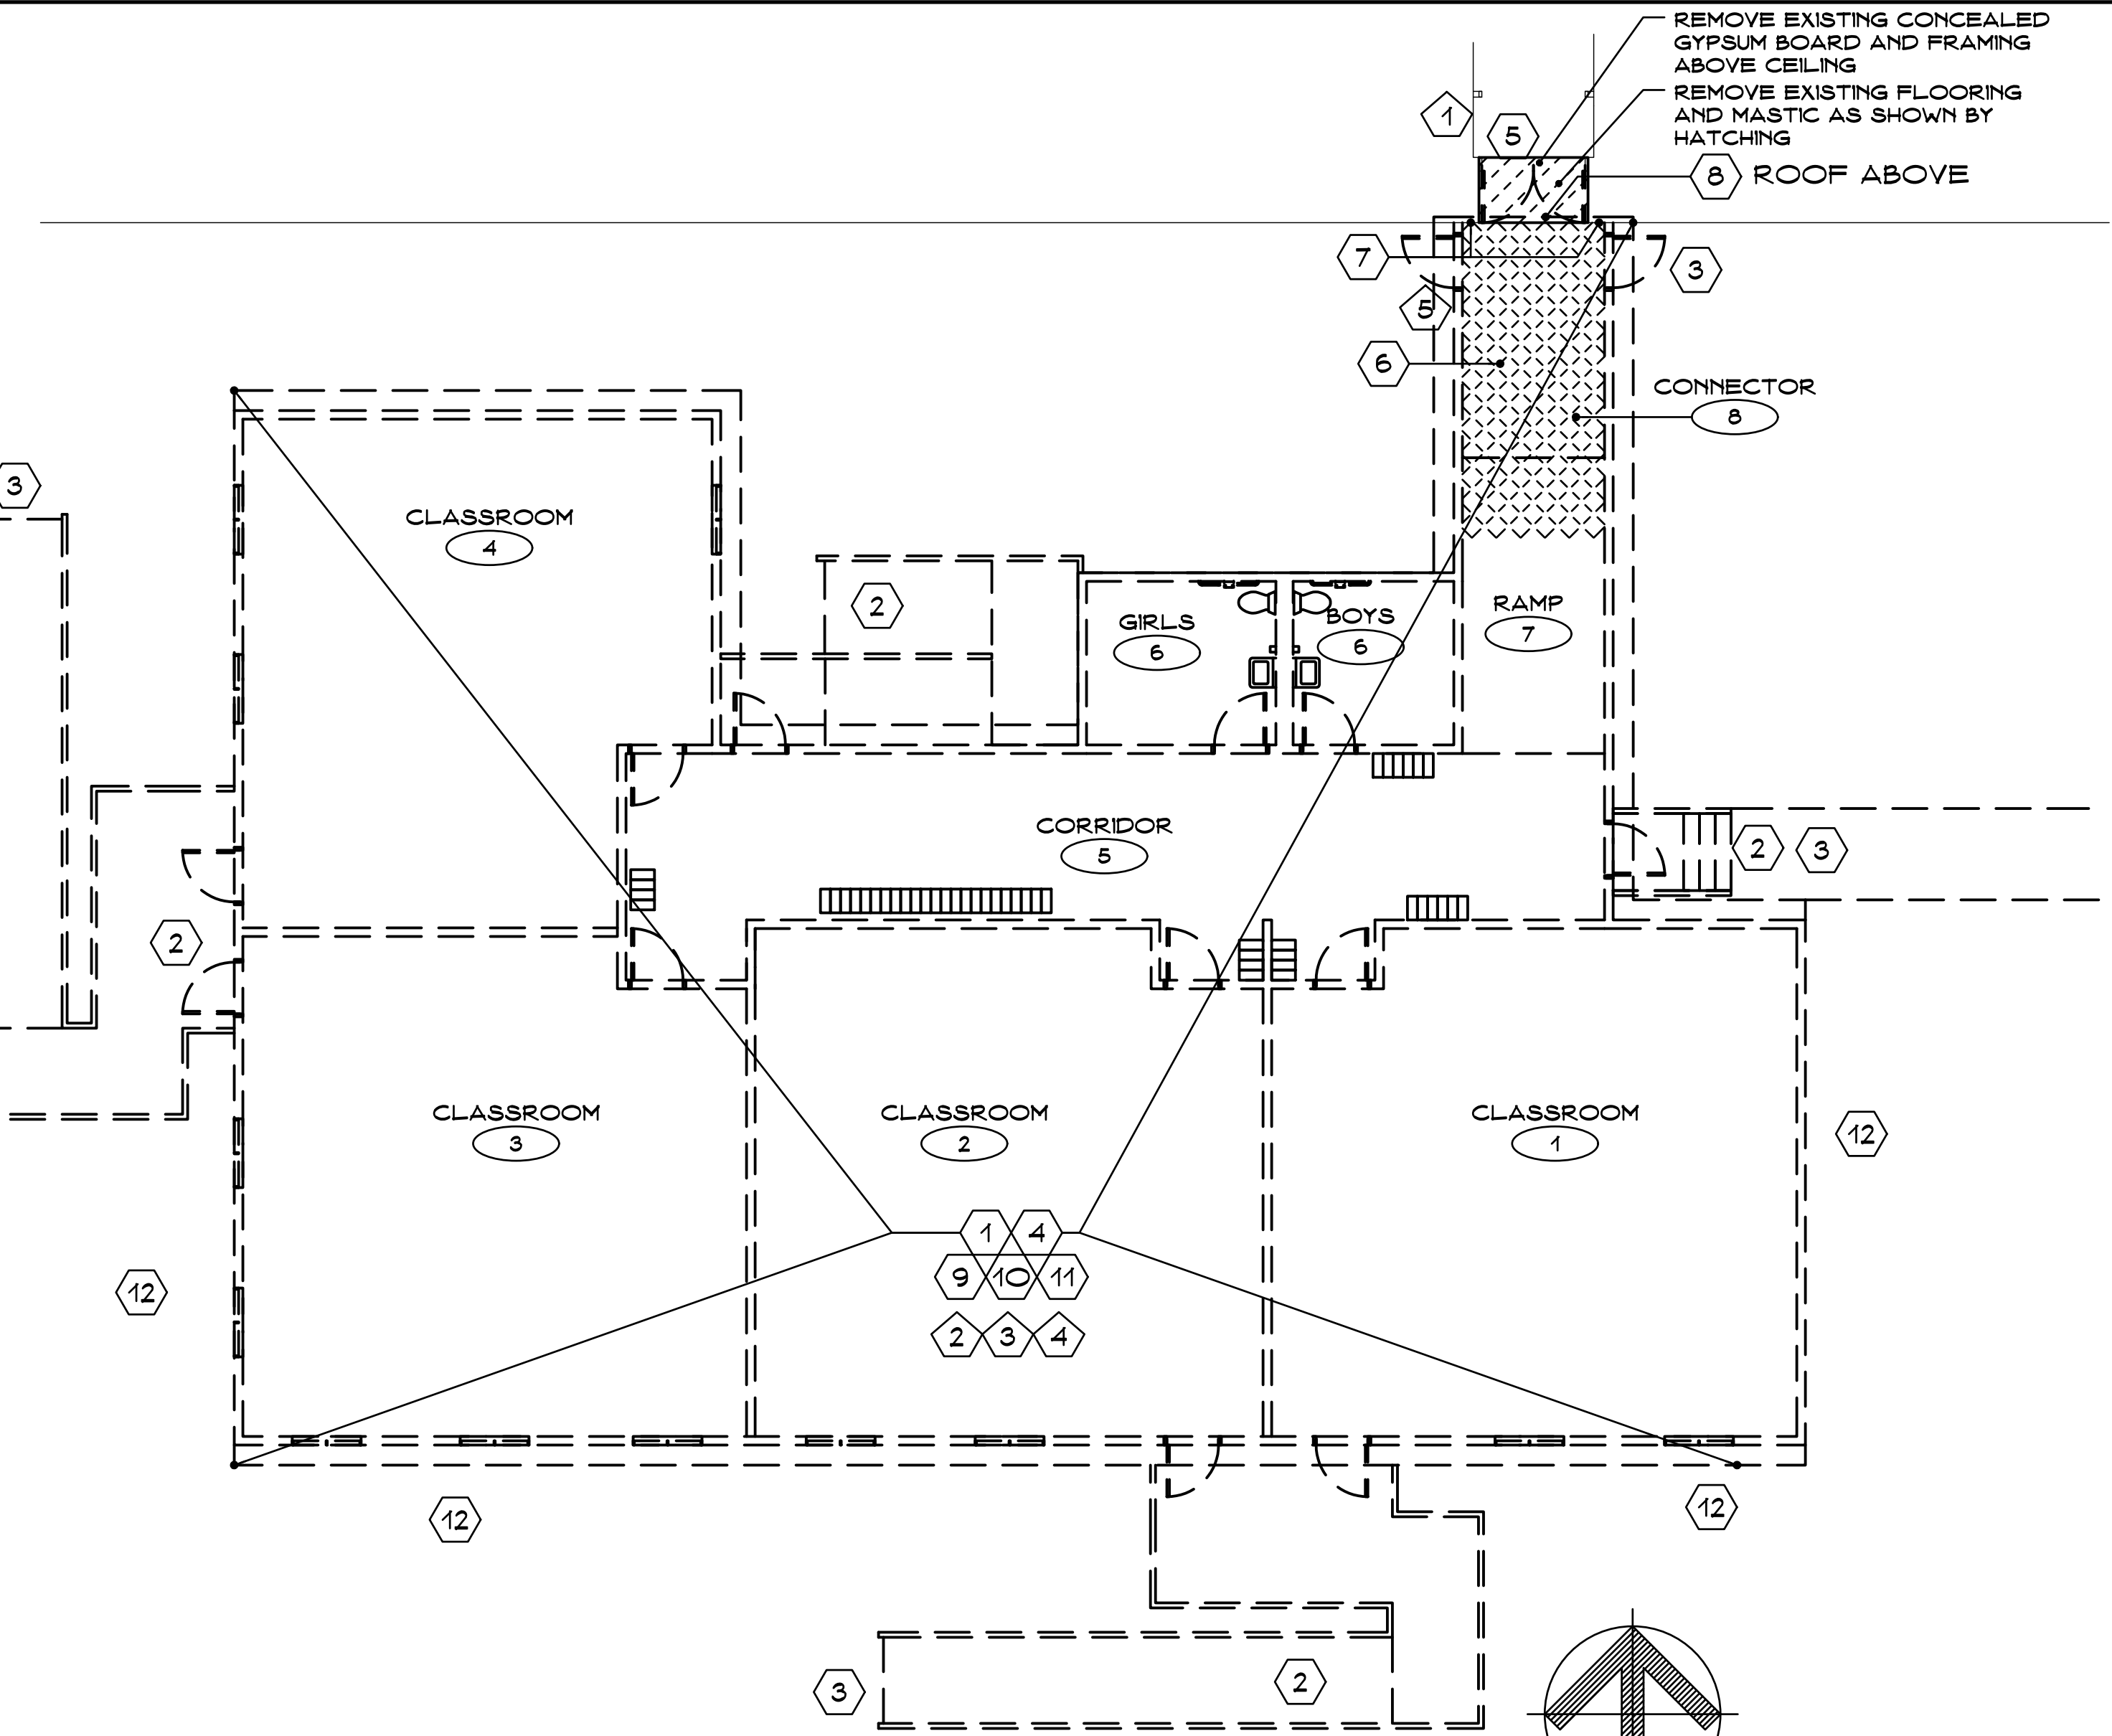 REMOVE EXISTING CONCEALED
GYPSUM BOARD AND FRAMING
ABOVE CEILING
REMOVE EXISTING FLOORING
AND MASTIC AS SHOWN BY
HATCHING
1
5
8 ROOF ABOVE
7
3
5
6
CONNECTOR
8
3
CLASSROOM
4
2
GIRLS
6
BOYS
6
RAMP
7
CORRIDOR
5
2 3
2
CLASSROOM
3
CLASSROOM
2
CLASSROOM
1
12
1 4
9 10 11
2 3 4
12
12
12
3
2